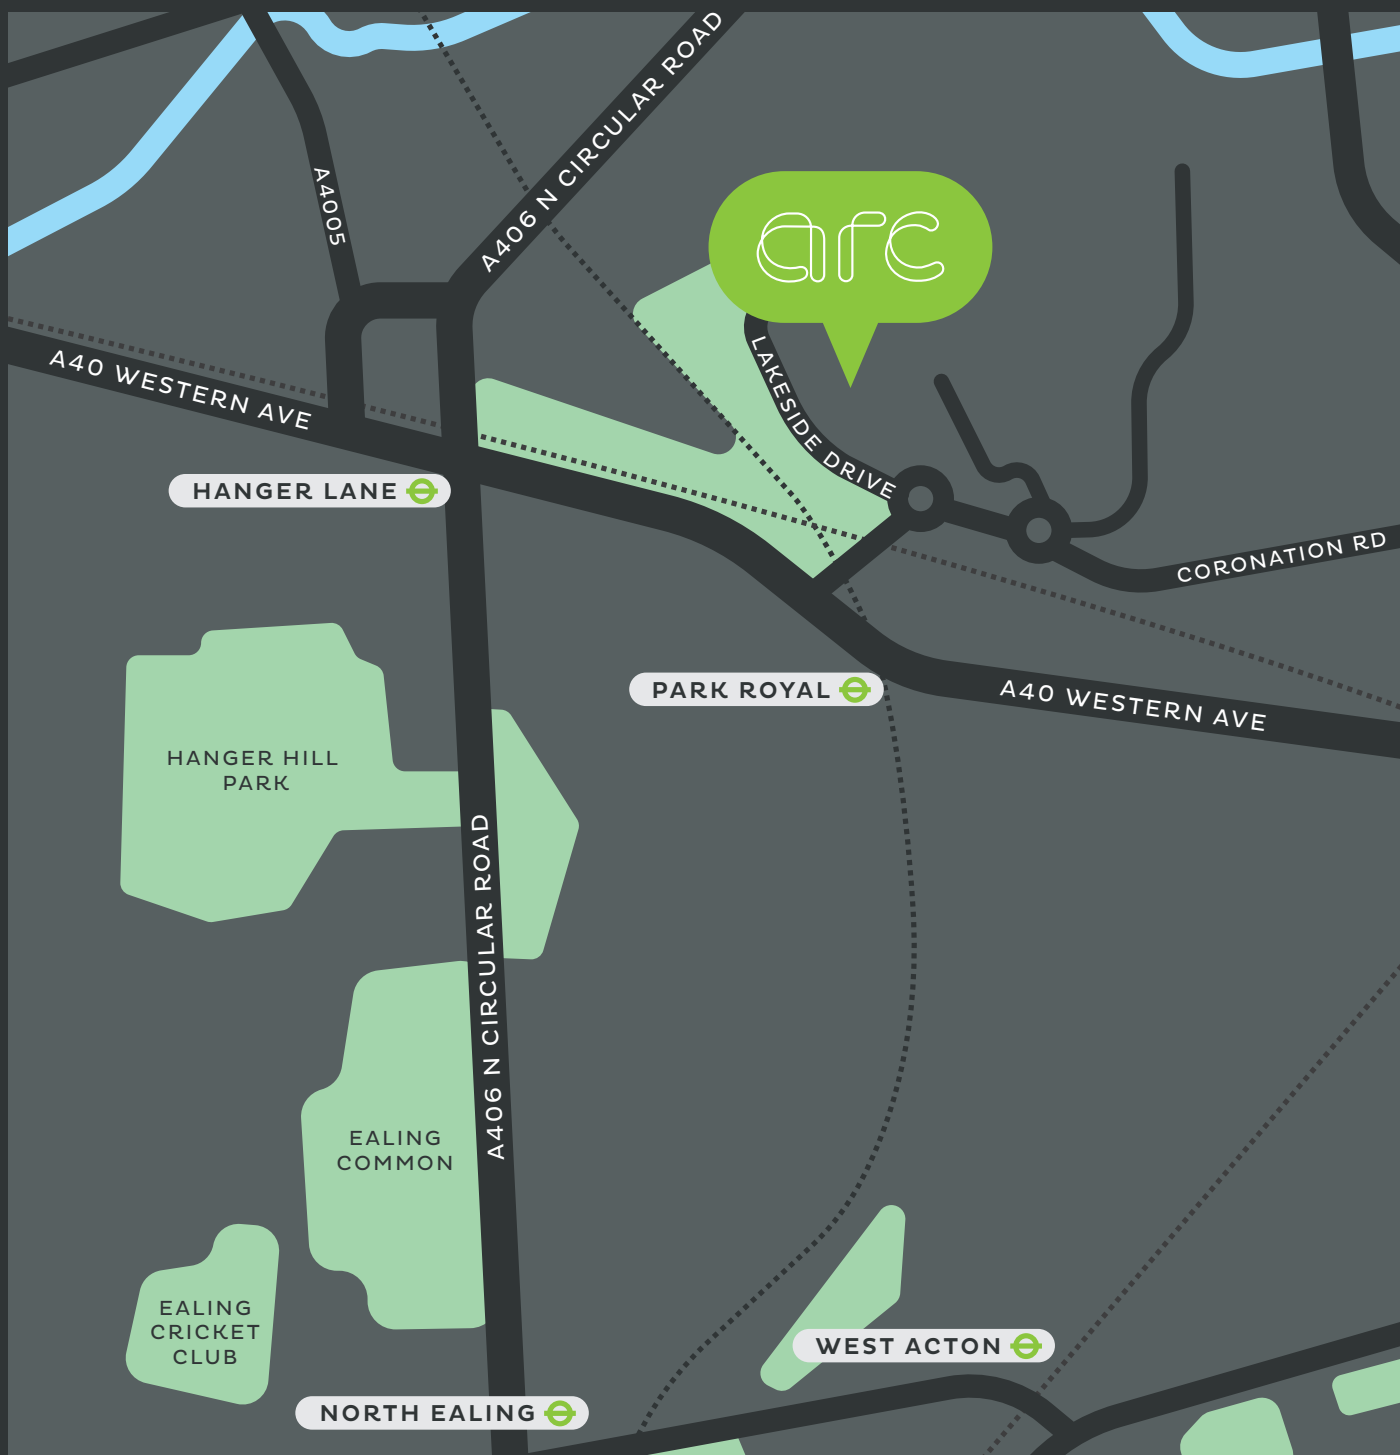 A406 N CIRCULAR ROAD
A4005
arc
A40 WESTERN AVE
LAKESIDE DRIVE
HANGER LANE
CORONATION RD
PARK ROYAL
A40 WESTERN AVE
HANGER HILL
PARK
A406 N CIRCULAR ROAD
EALING
COMMON
EALING
CRICKET
CLUB
WEST ACTON
NORTH EALING